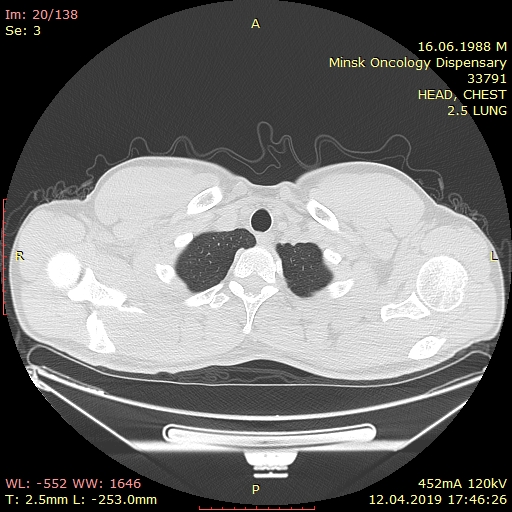 Im: 20/138
Se: 3
A
16.06.1988 M
Minsk Oncology Dispensary
33791
HEAD, CHEST
2.5 LUNG
R
L
WL: -552 WW: 1646
T: 2.5mm L: -253.0mm
P
452mA 120kV
12.04.2019 17:46:26